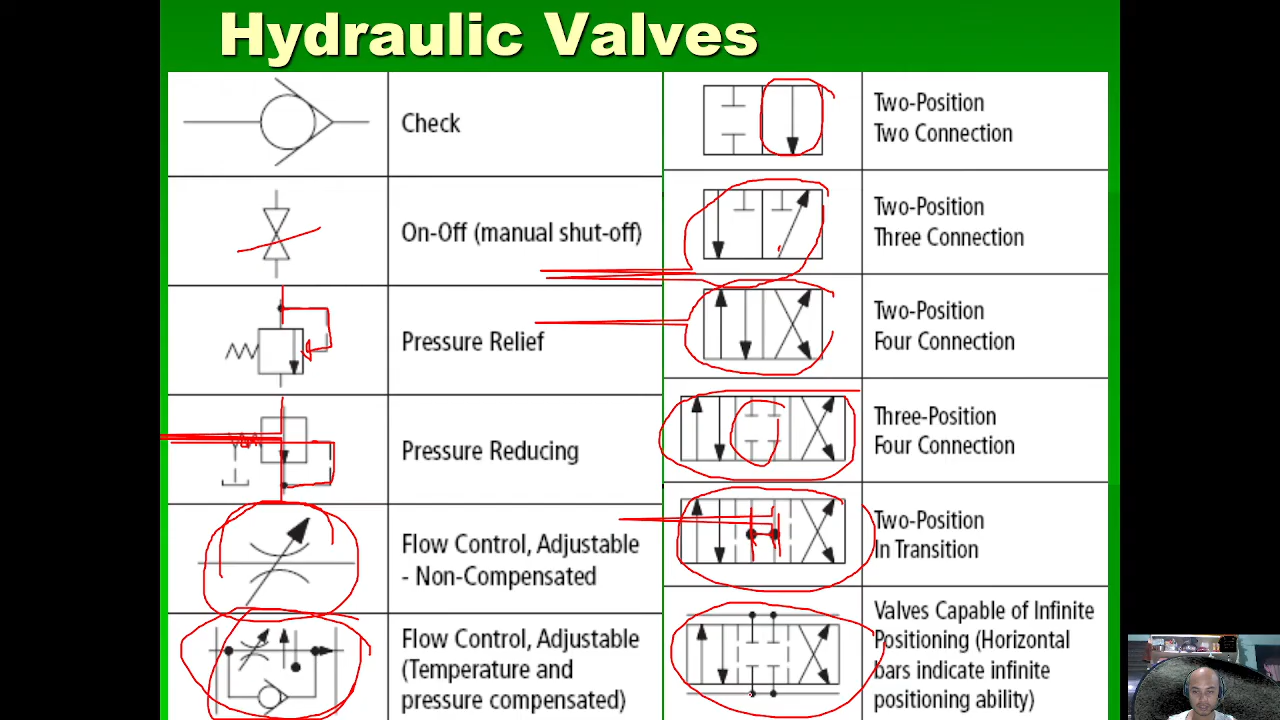 Hydraulic Valves
Check
On-Off (manual shut-off)
Pressure Relief
Pressure Reducing
Flow Control, Adjustable
- Non-Compensated
Flow Control, Adjustable
(Temperature and
pressure compensated)
Two-Position
Two Connection
Two-Position
Three Connection
Two-Position
Four Connection
Three-Position
Four Connection
Two-Position
In Transition
Valves Capable of Infinite
Positioning (Horizontal
bars indicate infinite
positioning ability)